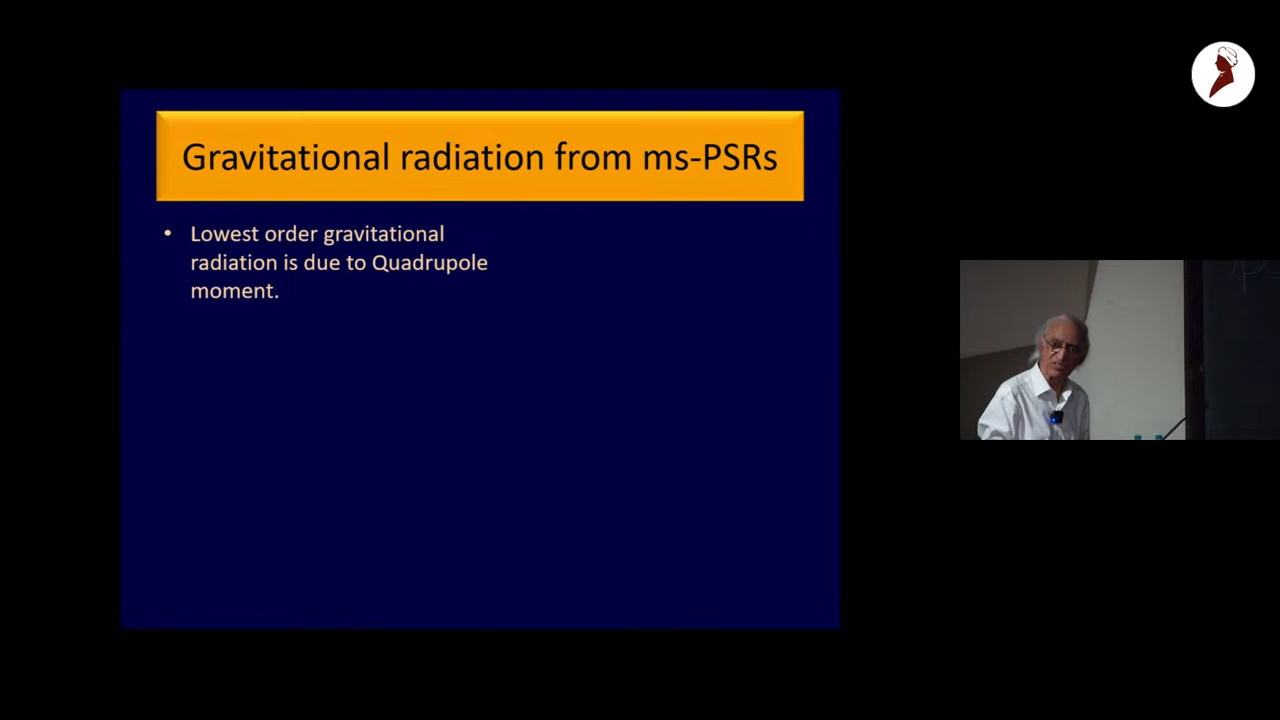 Gravitational radiation from ms-PSRs
• Lowest order gravitational
radiation is due to Quadrupole
moment.